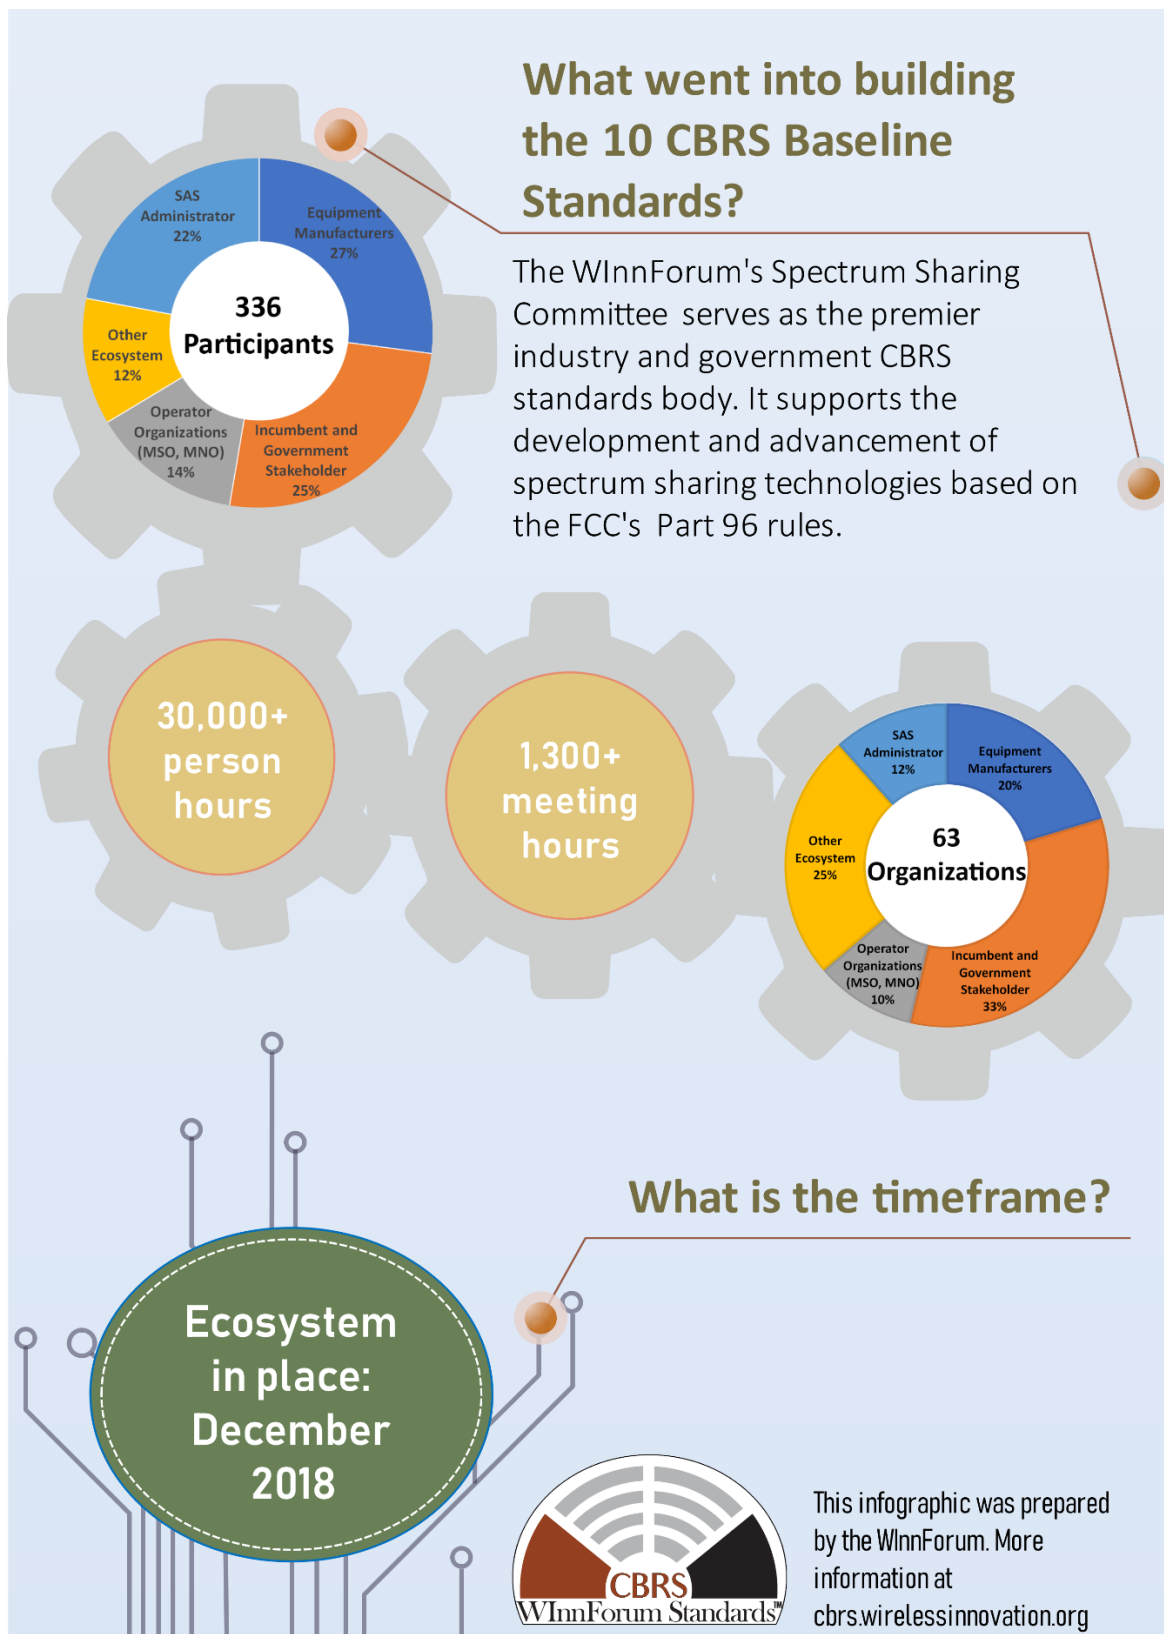 What went into building
the 10 CBRS Baseline
Standards?
SAS
Administrator
22%
Equipment
Manufacturers
27%
336
Participants
Other
Ecosystem
12%
Operator
Organizations
(MSO, MNO)
14%
Incumbent and
Government
Stakeholder
25%
The WInnForum's Spectrum Sharing
Committee serves as the premier
industry and government CBRS
standards body. It supports the
development and advancement of
spectrum sharing technologies based on
the FCC's Part 96 rules.
30,000+
person
hours
1,300+
meeting
hours
SAS
Administrator
12%
Equipment
Manufacturers
20%
63
Organizations
Other
Ecosystem
25%
Operator
Organizations
(MSO, MNO)
10%
Incumbent and
Government
Stakeholder
33%
What is the timeframe?
Ecosystem
in place:
December
2018
CBRS
WInnForum Standards™
This infographic was prepared
by the WInnForum. More
information at
cbrs.wirelessinnovation.org